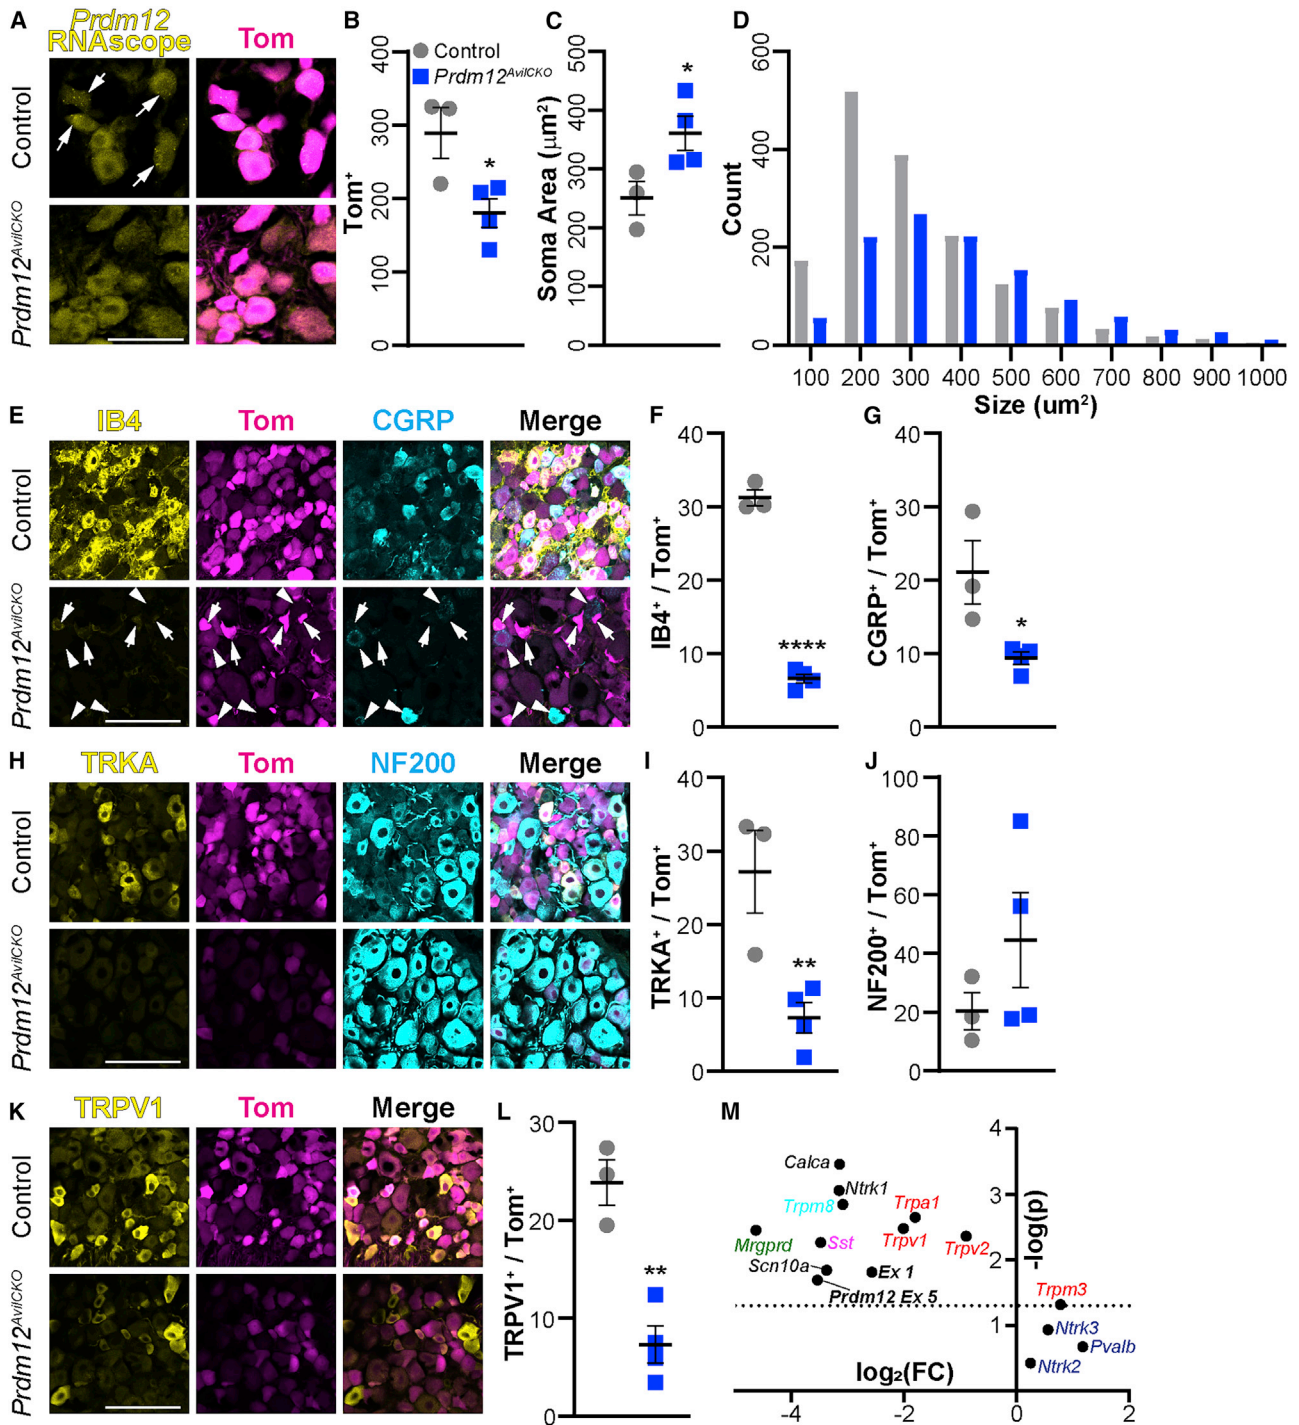 A
Prdm12
RNAscope
Tom
Control
Prdm12AvilCKO
B
Tom⁺
400
300
200
100
0
Control
Prdm12AvilCKO
*
C
Soma Area (μm²)
500
400
300
200
100
0
*
D
Count
600
400
200
0
100 200 300 400 500 600 700 800 900 1000
Size (um²)
E
IB4 Tom CGRP Merge
Control
Prdm12AvilCKO
F
IB4⁺ / Tom⁺
40
30
20
10
0
****
G
CGRP⁺ / Tom⁺
40
30
20
10
0
*
H
TRKA Tom NF200 Merge
Control
Prdm12AvilCKO
I
TRKA⁺ / Tom⁺
40
30
20
10
0
**
J
NF200⁺ / Tom⁺
100
80
60
40
20
0
K
TRPV1 Tom Merge
Control
Prdm12AvilCKO
L
TRPV1⁺ / Tom⁺
30
20
10
0
**
M
4
3
2
1
-log(p)
Calca
Ntrk1
Trpm8
Trpa1
Mrgprd
Sst
Trpv1
Trpv2
Scn10a
Ex 1
Prdm12 Ex 5
Trpm3
Ntrk3
Pvalb
Ntrk2
log₂(FC)
-4 -2 0 2